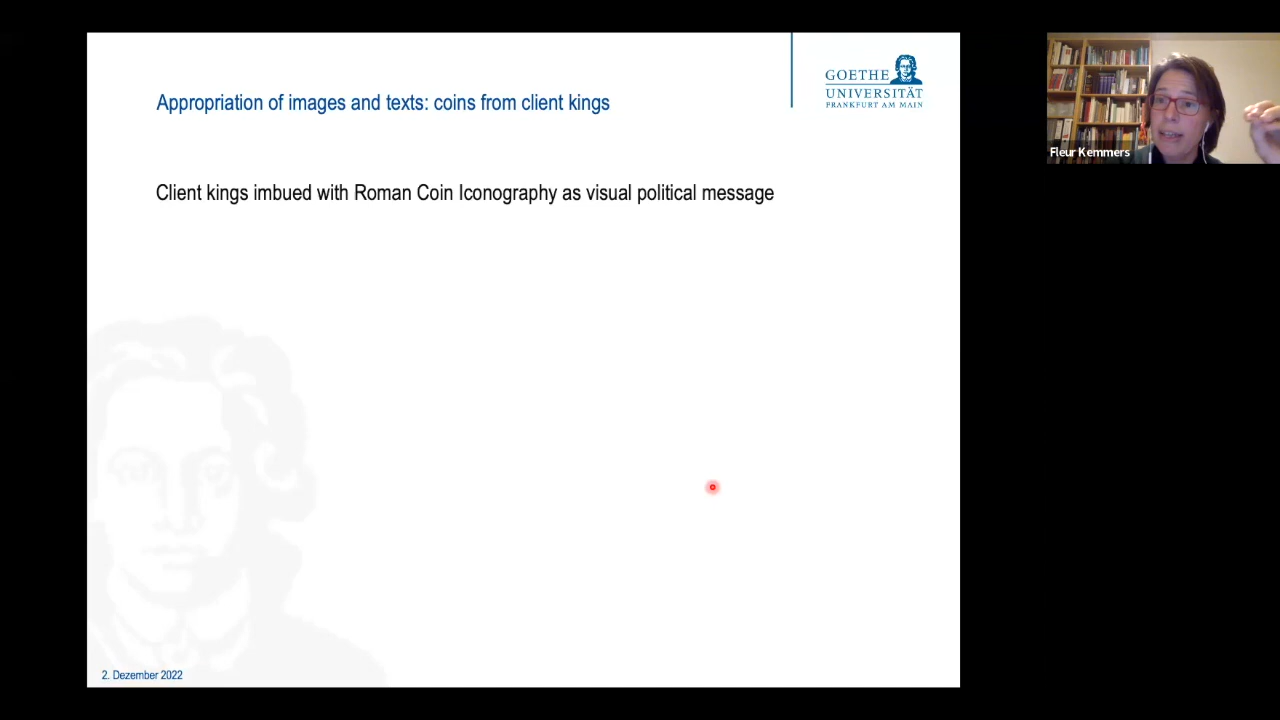 Appropriation of images and texts: coins from client kings
GOETHE
UNIVERSITÄT
FRANKFURT AM MAIN
Fleur Kemmers
Client kings imbued with Roman Coin Iconography as visual political message
2. Dezember 2022